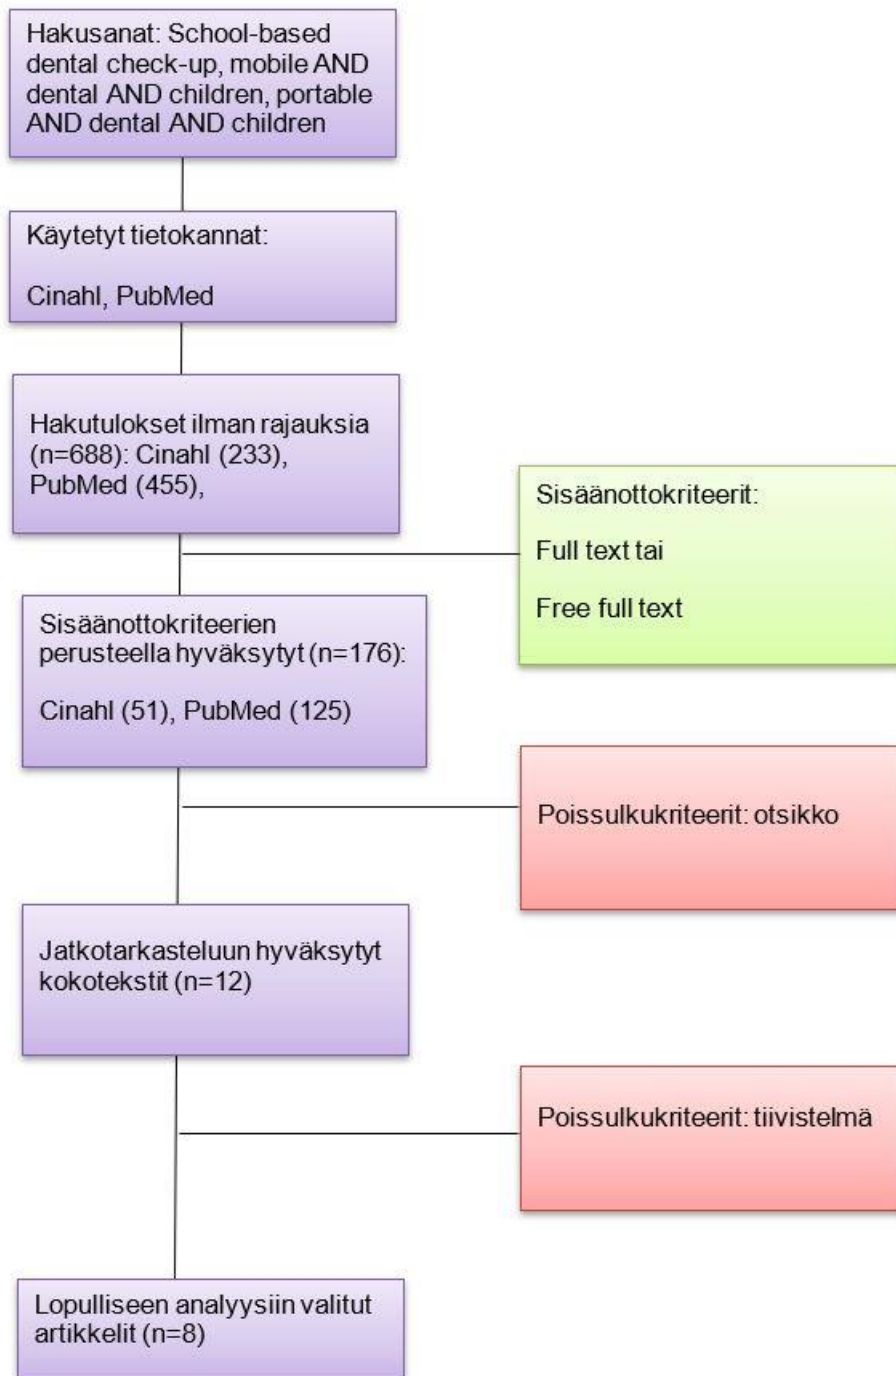 Hakusanat: School-based
dental check-up, mobile AND
dental AND children, portable
AND dental AND children
Käytetyt tietokannat:
Cinahl, PubMed
Hakutulokset ilman rajauksia
(n=688): Cinahl (233),
PubMed (455),
Sisäänottokriteerit:
Full text tai
Free full text
Sisäänottokriteerien
perusteella hyväksytyt (n=176):
Cinahl (51), PubMed (125)
Poissulkukriteerit: otsikko
Jatkotarkasteluun hyväksytyt
kokotekstit (n=12)
Poissulkukriteerit: tiivistelmä
Lopulliseen analyysiin valitut
artikkelit (n=8)